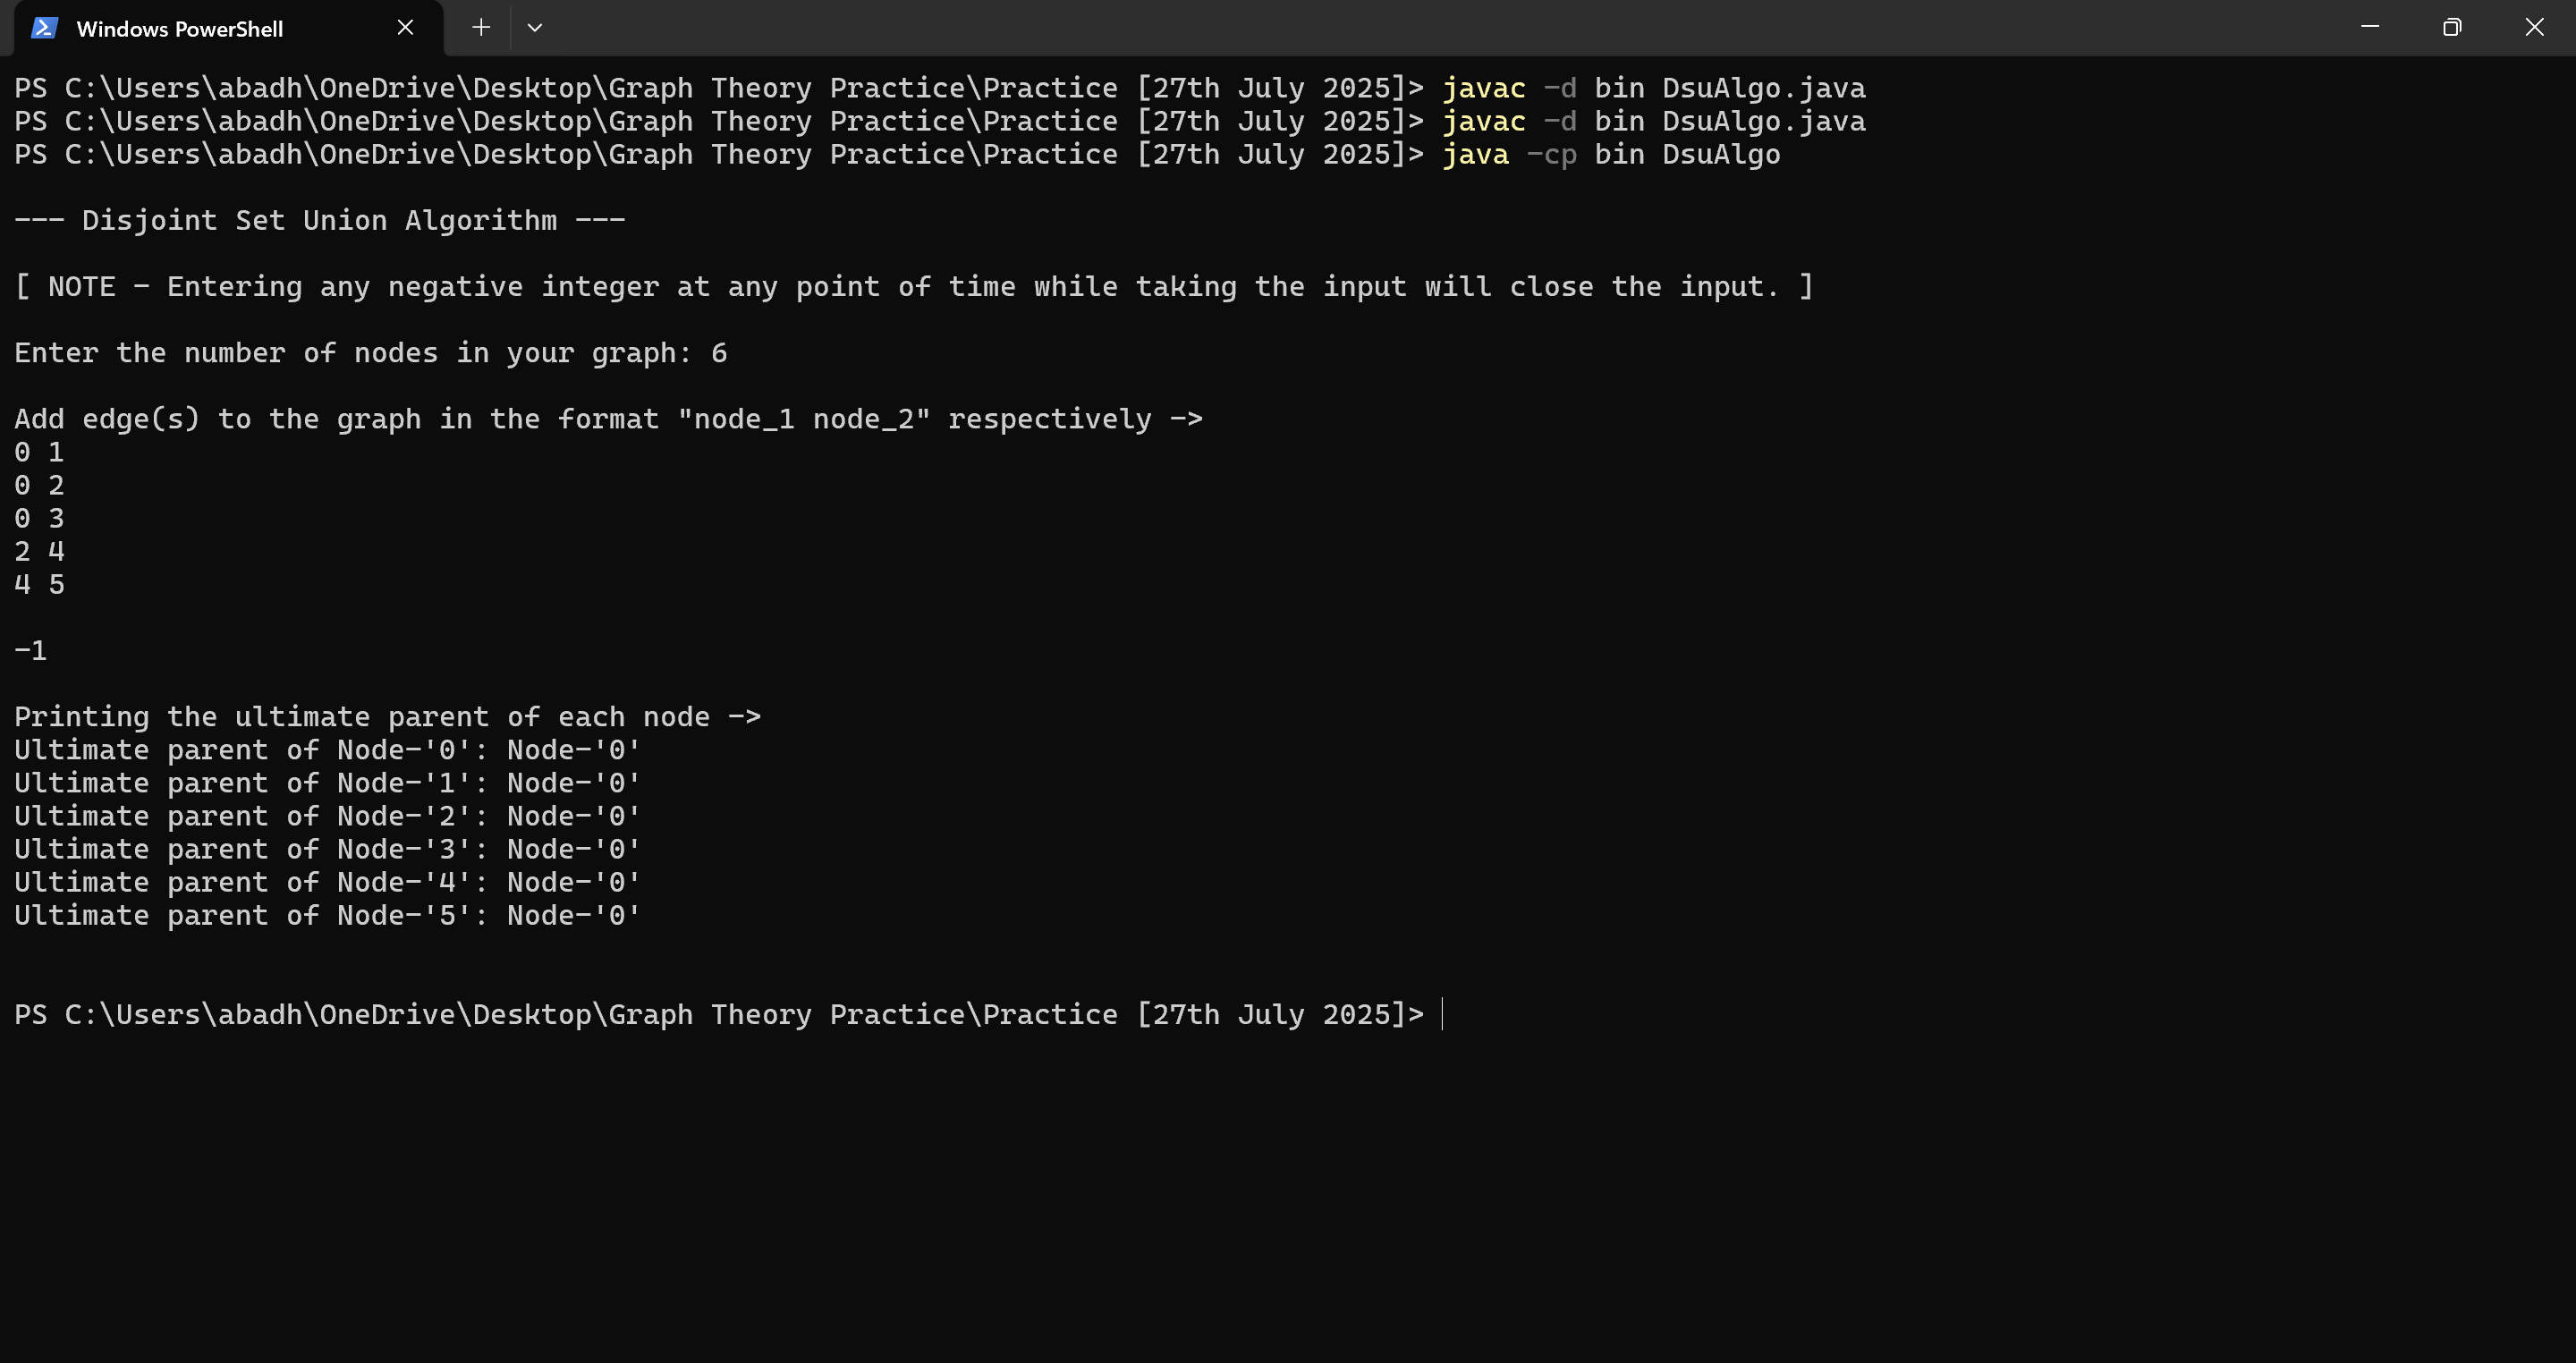 Windows PowerShell
PS C:\Users\abadh\OneDrive\Desktop\Graph Theory Practice\Practice [27th July 2025]> javac -d bin DsuAlgo.java
PS C:\Users\abadh\OneDrive\Desktop\Graph Theory Practice\Practice [27th July 2025]> javac -d bin DsuAlgo.java
PS C:\Users\abadh\OneDrive\Desktop\Graph Theory Practice\Practice [27th July 2025]> java -cp bin DsuAlgo
--- Disjoint Set Union Algorithm ---
[ NOTE - Entering any negative integer at any point of time while taking the input will close the input. ]
Enter the number of nodes in your graph: 6
Add edge(s) to the graph in the format "node_1 node_2" respectively ->
0 1
0 2
0 3
2 4
4 5
-1
Printing the ultimate parent of each node ->
Ultimate parent of Node-'0': Node-'0'
Ultimate parent of Node-'1': Node-'0'
Ultimate parent of Node-'2': Node-'0'
Ultimate parent of Node-'3': Node-'0'
Ultimate parent of Node-'4': Node-'0'
Ultimate parent of Node-'5': Node-'0'
PS C:\Users\abadh\OneDrive\Desktop\Graph Theory Practice\Practice [27th July 2025]>